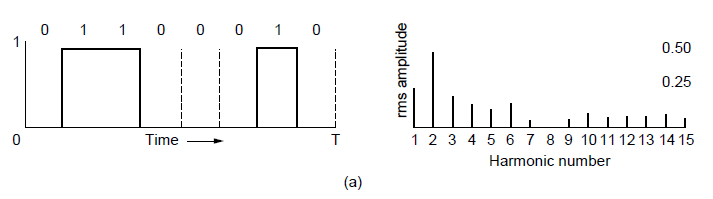 0 1 1 0 0 0 1 0
1
0
Time
T
rms amplitude
0.50
0.25
1 2 3 4 5 6 7 8 9 10 11 12 13 14 15
Harmonic number
(a)